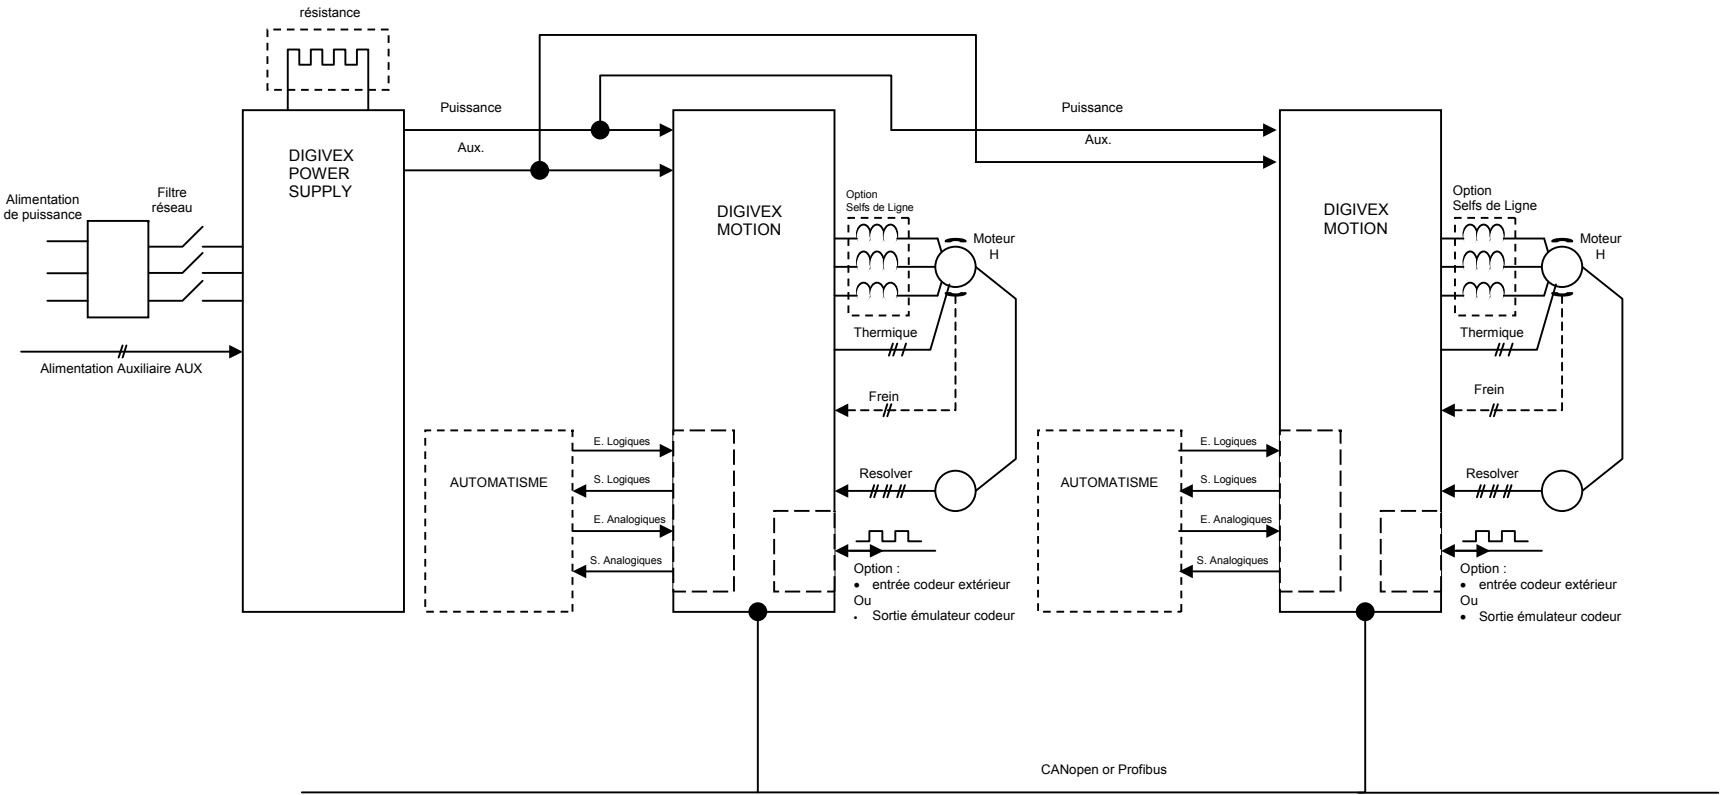 résistance
Puissance
Aux.
Puissance
Aux.
DIGIVEX
POWER
SUPPLY
Alimentation
de puissance
Filtre
réseau
Alimentation Auxiliaire AUX
DIGIVEX
MOTION
Option
Selfs de Ligne
Moteur
H
Thermique
Frein
Resolver
AUTOMATISME
E. Logiques
S. Logiques
E. Analogiques
S. Analogiques
Option :
• entrée codeur extérieur
Ou
• Sortie émulateur codeur
DIGIVEX
MOTION
Option
Selfs de Ligne
Moteur
H
Thermique
Frein
Resolver
AUTOMATISME
E. Logiques
S. Logiques
E. Analogiques
S. Analogiques
Option :
• entrée codeur extérieur
Ou
• Sortie émulateur codeur
CANopen or Profibus